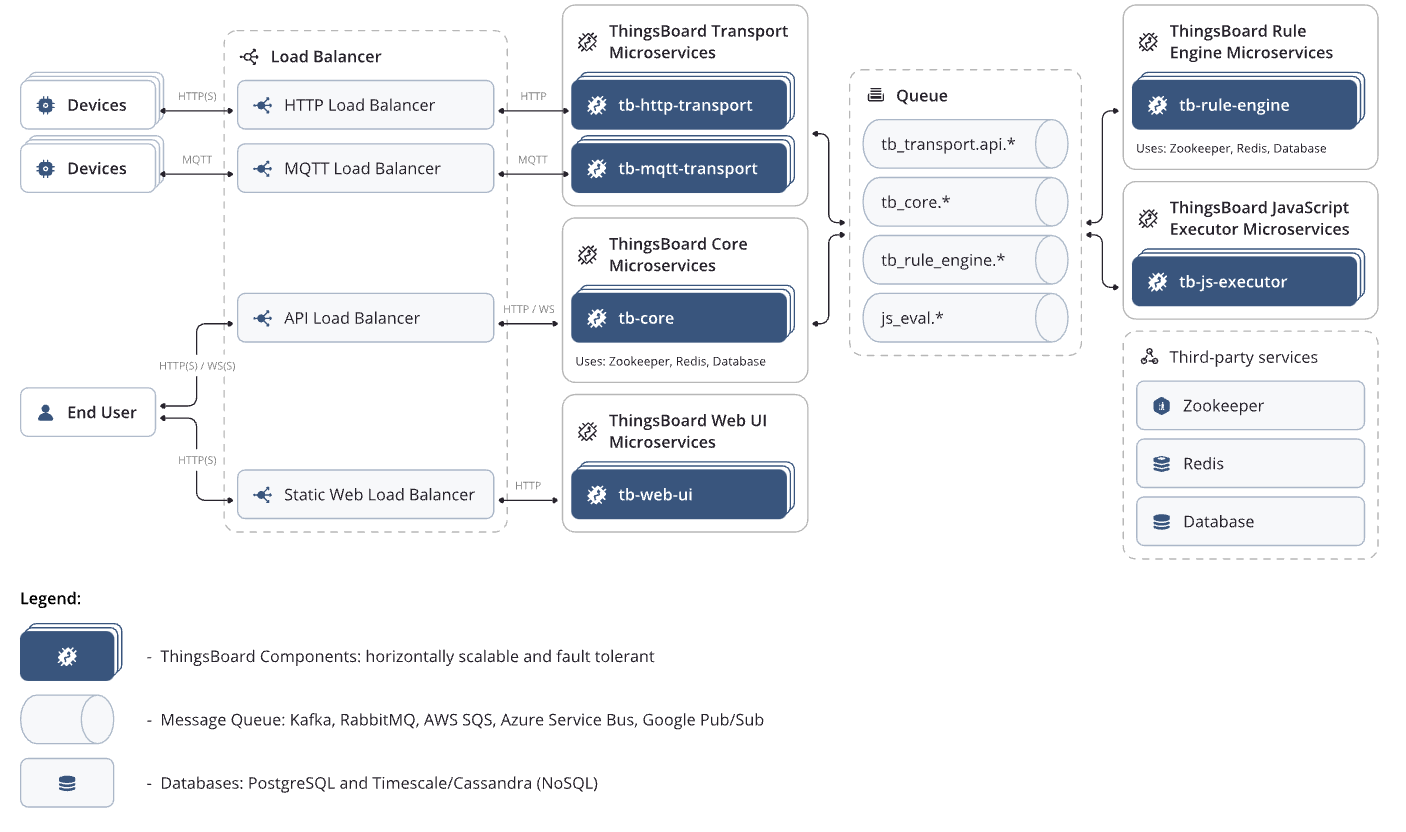 Devices
Devices
End User
HTTP(S)
MQTT
HTTP(S) / WS(S)
HTTP(S)
Load Balancer
HTTP Load Balancer
MQTT Load Balancer
API Load Balancer
Static Web Load Balancer
HTTP
MQTT
HTTP / WS
HTTP
ThingsBoard Transport
Microservices
tb-http-transport
tb-mqtt-transport
ThingsBoard Core
Microservices
tb-core
Uses: Zookeeper, Redis, Database
ThingsBoard Web UI
Microservices
tb-web-ui
Queue
tb_transport.api.*
tb_core.*
tb_rule_engine.*
js_eval.*
ThingsBoard Rule
Engine Microservices
tb-rule-engine
Uses: Zookeeper, Redis, Database
ThingsBoard JavaScript
Executor Microservices
tb-js-executor
Third-party services
Zookeeper
Redis
Database
Legend:
- ThingsBoard Components: horizontally scalable and fault tolerant
- Message Queue: Kafka, RabbitMQ, AWS SQS, Azure Service Bus, Google Pub/Sub
- Databases: PostgreSQL and Timescale/Cassandra (NoSQL)